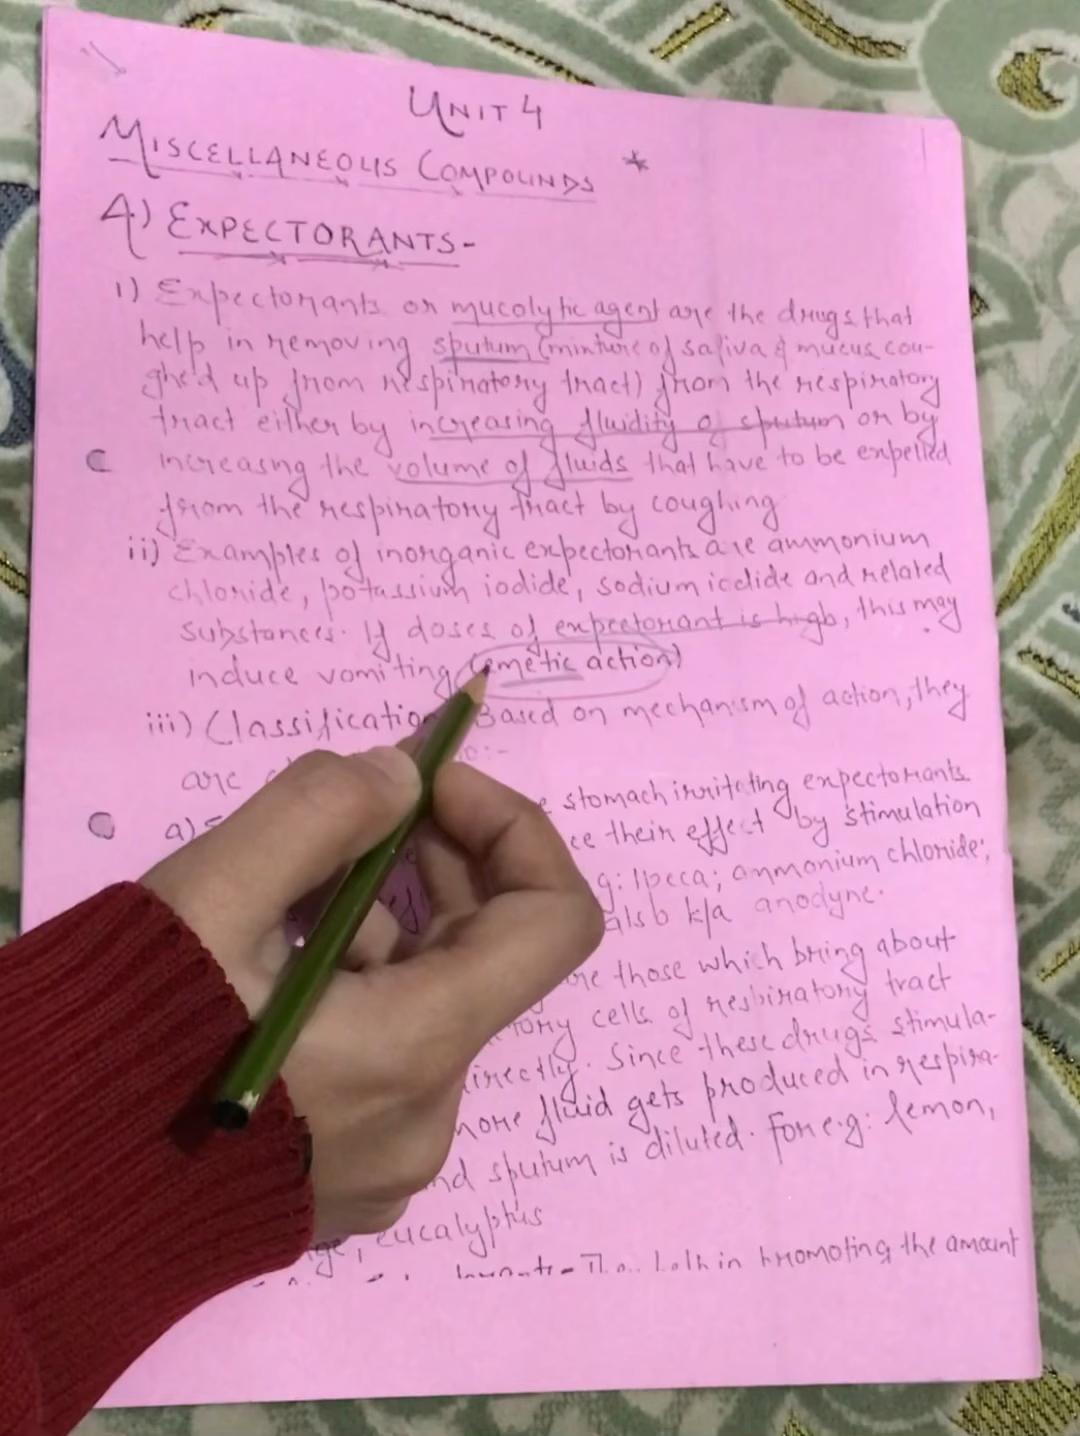 UNIT 4
MISCELLANEOUS COMPOUNDS *
4) EXPECTORANTS-
i) Expectorants or mucolytic agent are the drugs that
help in removing sputum (mixture of saliva & mucus cou-
ghed up from respiratory tract) from the respiratory
tract either by increasing fluidity of sputum or by
increasng the volume of fluids that have to be expelled
from the respiratory tract by coughing
ii) Examples of inorganic expectorants are ammonium
chloride, potassium iodide, sodium iodide and related
substances. If doses of expectorant is high, this may
induce vomiting (emetic action)
iii) Classification Based on mechanism of action, they
are
a) stomach irritating expectorants
their effect by stimulation
g: Ipeca; ammonium chloride;
also k/a anodyne.
those which bring about
cells of respiratory tract
directly. Since these drugs stimula-
more fluid gets produced in respira-
and sputum is diluted. For e.g: lemon,
eucalyptus
in promoting the amount